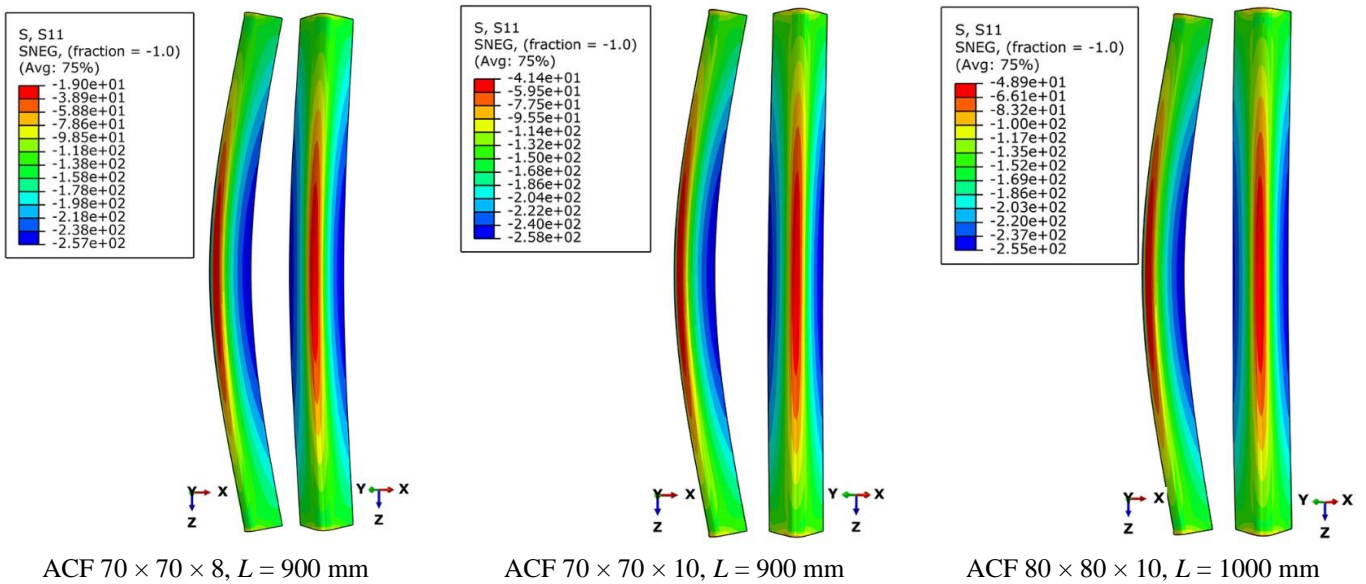 S, S11
SNEG, (fraction = -1.0)
(Avg: 75%)
-1.90e+01
-3.89e+01
-5.88e+01
-7.86e+01
-9.85e+01
-1.18e+02
-1.38e+02
-1.58e+02
-1.78e+02
-1.98e+02
-2.18e+02
-2.38e+02
-2.57e+02
Y X
Z
Y X
Z
ACF 70 × 70 × 8, L = 900 mm
S, S11
SNEG, (fraction = -1.0)
(Avg: 75%)
-4.14e+01
-5.95e+01
-7.75e+01
-9.55e+01
-1.14e+02
-1.32e+02
-1.50e+02
-1.68e+02
-1.86e+02
-2.04e+02
-2.22e+02
-2.40e+02
-2.58e+02
Y X
Z
Y X
Z
ACF 70 × 70 × 10, L = 900 mm
S, S11
SNEG, (fraction = -1.0)
(Avg: 75%)
-4.89e+01
-6.61e+01
-8.32e+01
-1.00e+02
-1.17e+02
-1.35e+02
-1.52e+02
-1.69e+02
-1.86e+02
-2.03e+02
-2.20e+02
-2.37e+02
-2.55e+02
Y X
Z
Y X
Z
ACF 80 × 80 × 10, L = 1000 mm